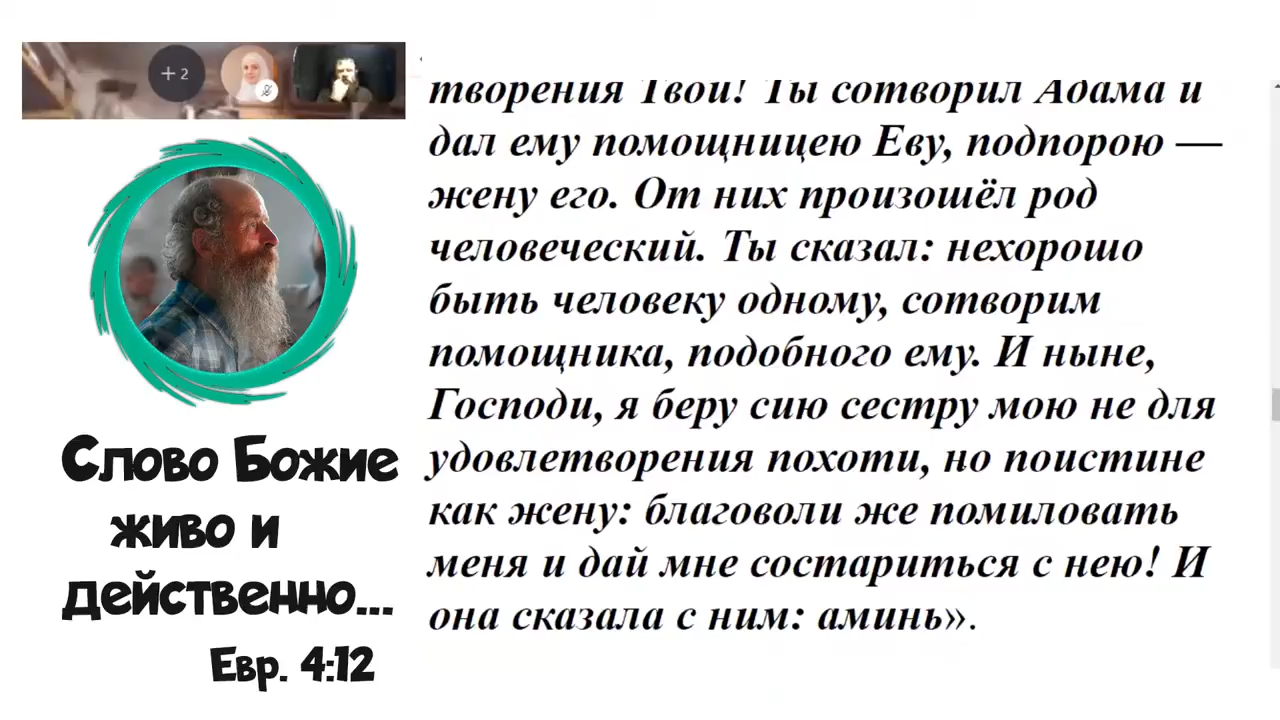 +2
творения Твои! Ты сотворил Адама и
дал ему помощницею Еву, подпорою —
жену его. От них произошёл род
человеческий. Ты сказал: нехорошо
быть человеку одному, сотворим
помощника, подобного ему. И ныне,
Господи, я беру сию сестру мою не для
удовлетворения похоти, но поистине
как жену: благоволи же помиловать
меня и дай мне состариться с нею! И
она сказала с ним: аминь».
Слово Божие
живо и
действенно...
Евр. 4:12